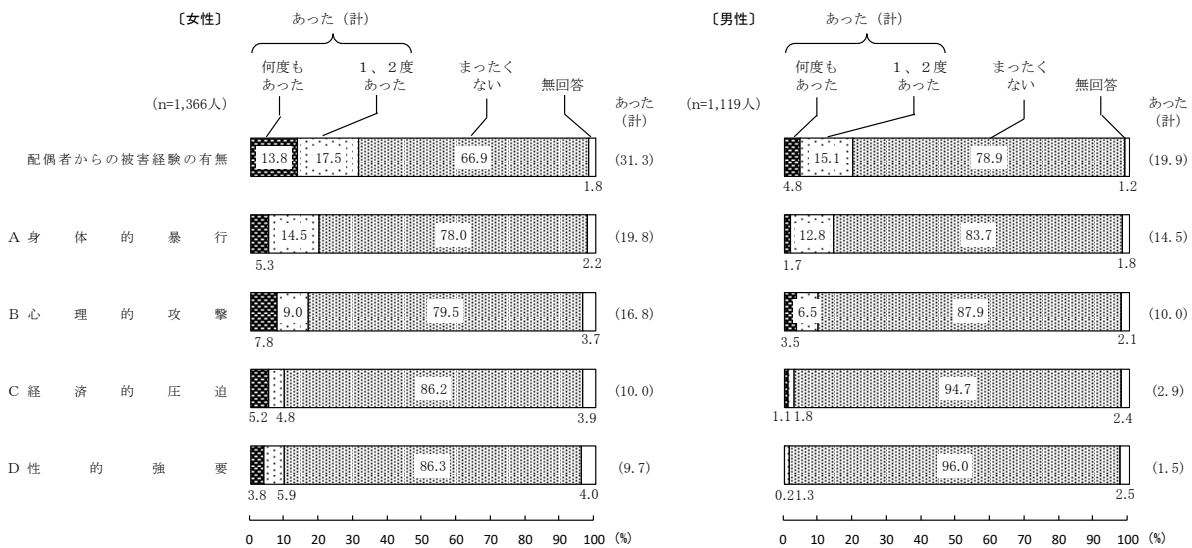 〔女性〕
あった（計）
何度も
あった
１、２度
あった
まったく
ない
無回答
(n=1,366人)
あった
（計）
配偶者からの被害経験の有無
13.8
17.5
66.9
1.8
(31.3)
A 身体的暴行
5.3
14.5
78.0
2.2
(19.8)
B 心理的攻撃
7.8
9.0
79.5
3.7
(16.8)
C 経済的圧迫
5.2
4.8
86.2
3.9
(10.0)
D 性的強要
3.8
5.9
86.3
4.0
(9.7)
0 10 20 30 40 50 60 70 80 90 100 (%)
〔男性〕
あった（計）
何度も
あった
１、２度
あった
まったく
ない
無回答
(n=1,119人)
あった
（計）
4.8
15.1
78.9
1.2
(19.9)
1.7
12.8
83.7
1.8
(14.5)
3.5
6.5
87.9
2.1
(10.0)
1.1
1.8
94.7
2.4
(2.9)
0.2
1.3
96.0
2.5
(1.5)
0 10 20 30 40 50 60 70 80 90 100 (%)